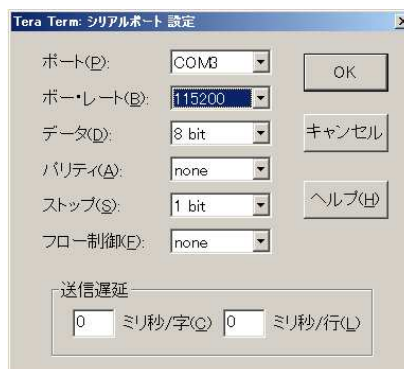 Tera Term: シリアルポート 設定
ポート(P): COM3
OK
ボー・レート(B): 115200
データ(D): 8 bit
キャンセル
パリティ(A): none
ストップ(S): 1 bit
ヘルプ(H)
フロー制御(F): none
送信遅延
0 ミリ秒/字(C) 0 ミリ秒/行(L)